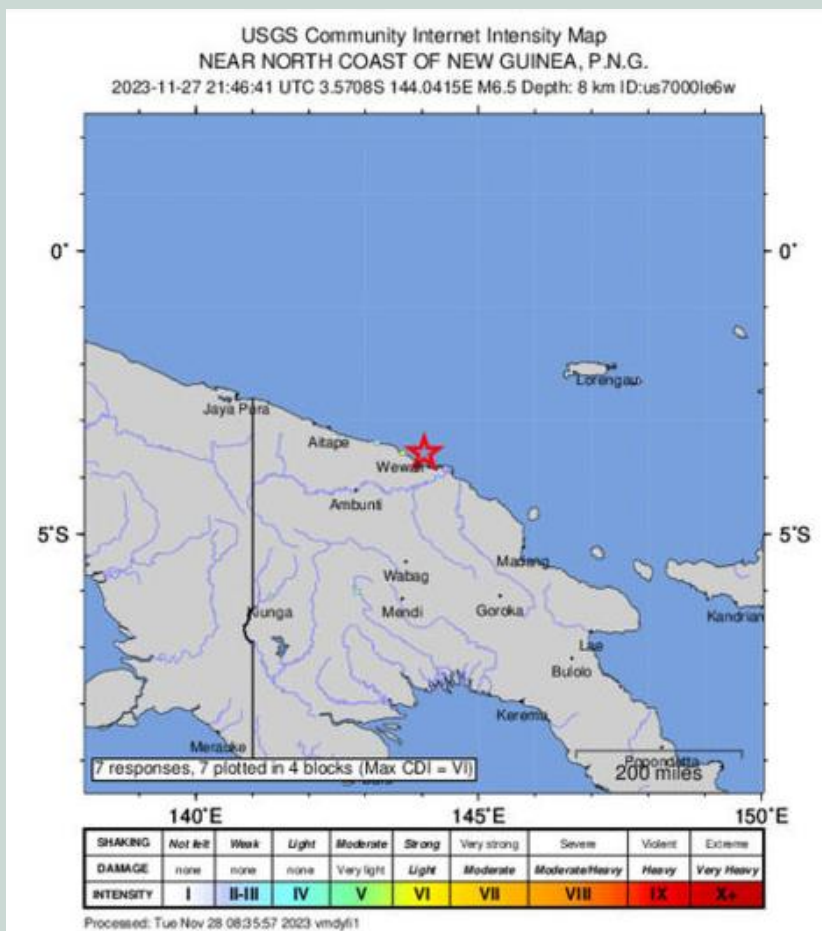 USGS Community Internet Intensity Map
NEAR NORTH COAST OF NEW GUINEA, P.N.G.
2023-11-27 21:46:41 UTC 3.5708S 144.0415E M6.5 Depth: 8 km ID:us7000le6w
0° 0°
Lorengau
Jaya Pura
Aitape
Ambunti
5°S 5°S
Madang
Wabag
Kiunga Mendi Goroka Kandrian
Lae
Bulolo
Kerema
Merauke
Popondetta
7 responses, 7 plotted in 4 blocks (Max CDI = VI)
200 miles
140°E 145°E 150°E
SHAKING Not felt Weak Light Moderate Strong Very strong Severe Violent Extreme
DAMAGE none none none Very light Light Moderate Moderate/Heavy Heavy Very Heavy
INTENSITY I II-III IV V VI VII VIII IX X+
Processed: Tue Nov 28 08:35:57 2023 vmdyfi1